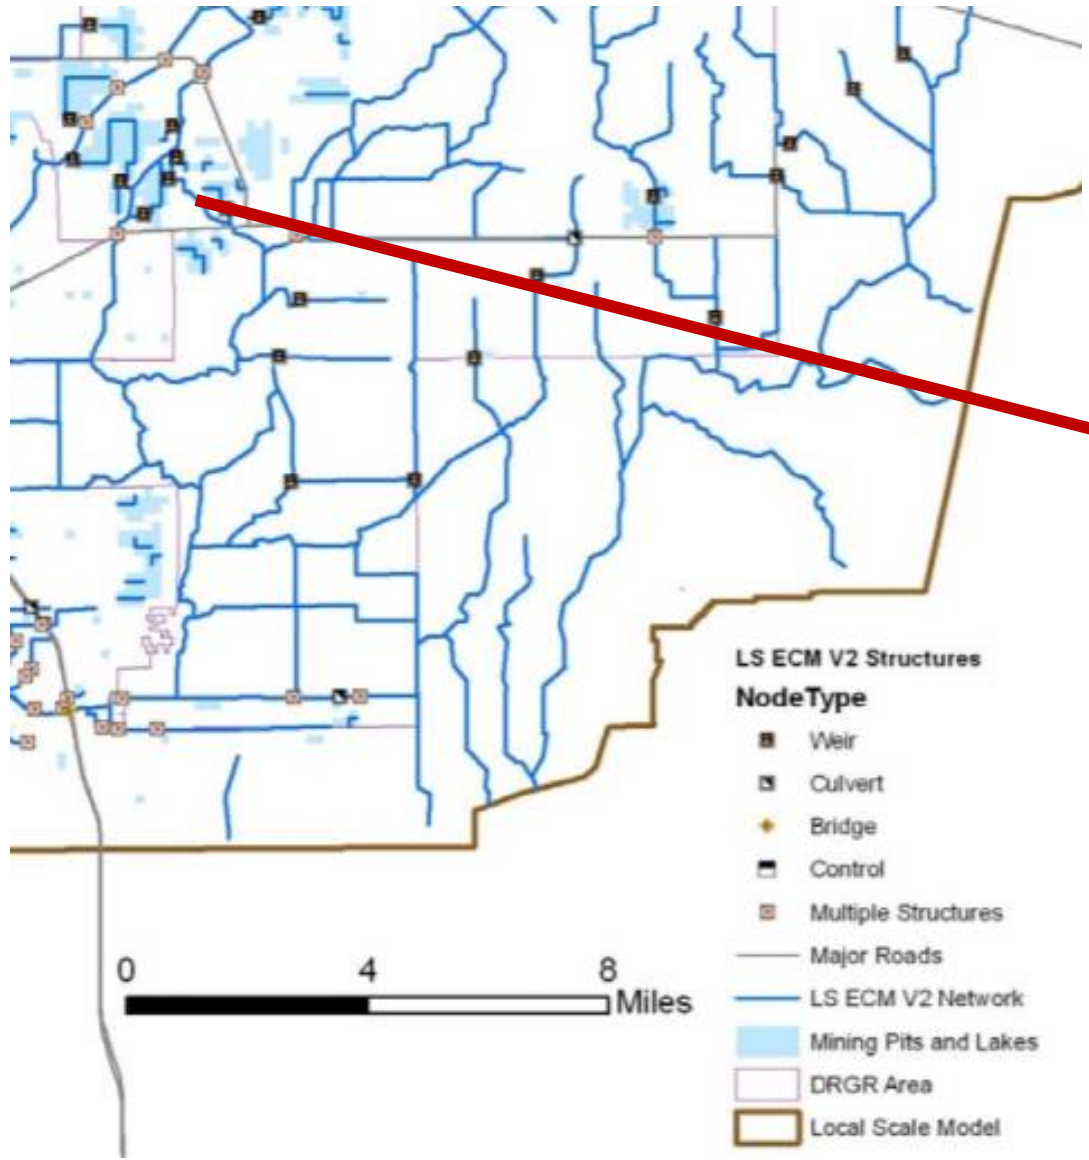 LS ECM V2 Structures
NodeType
Weir
Culvert
Bridge
Control
Multiple Structures
Major Roads
LS ECM V2 Network
Mining Pits and Lakes
DRGR Area
Local Scale Model
0 4 8
Miles